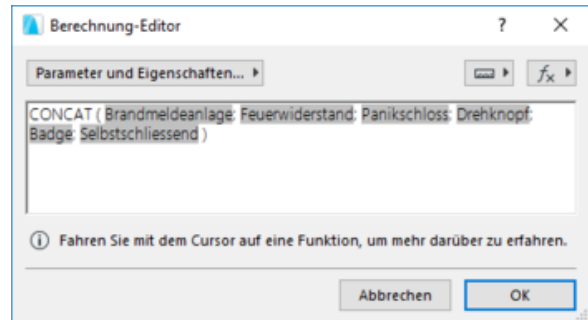 Berechnung-Editor
Parameter und Eigenschaften...
fx
CONCAT ( Brandmeldeanlage; Feuerwiderstand; Panikschloss; Drehknopf;
Badge; Selbstschliessend )
Fahren Sie mit dem Cursor auf eine Funktion, um mehr darüber zu erfahren.
Abbrechen
OK